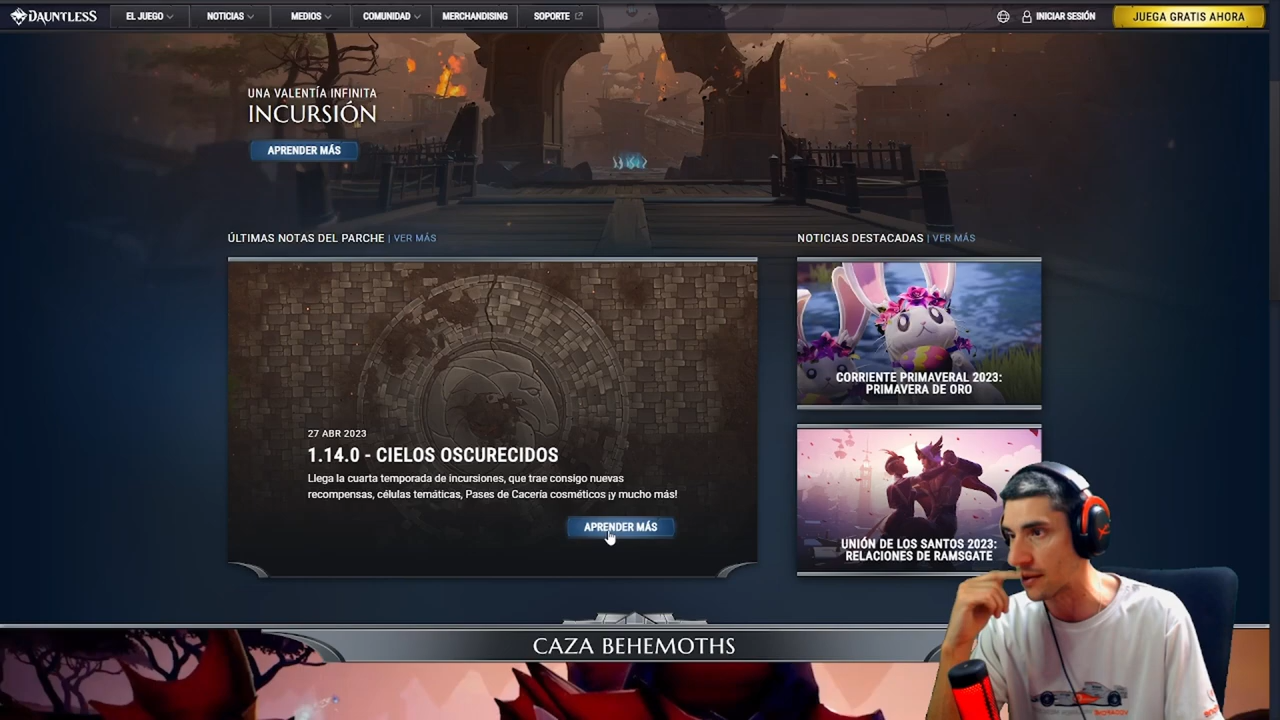 DAUNTLESS
EL JUEGO
NOTICIAS
MEDIOS
COMUNIDAD
MERCHANDISING
SOPORTE
INICIAR SESIÓN
JUEGA GRATIS AHORA
UNA VALENTÍA INFINITA
INCURSIÓN
APRENDER MÁS
ÚLTIMAS NOTAS DEL PARCHE | VER MÁS
27 ABR 2023
1.14.0 - CIELOS OSCURECIDOS
Llega la cuarta temporada de incursiones, que trae consigo nuevas
recompensas, células temáticas, Pases de Cacería cosméticos ¡y mucho más!
APRENDER MÁS
NOTICIAS DESTACADAS | VER MÁS
CORRIENTE PRIMAVERAL 2023:
PRIMAVERA DE ORO
UNIÓN DE LOS SANTOS 2023:
RELACIONES DE RAMSGATE
CAZA BEHEMOTHS